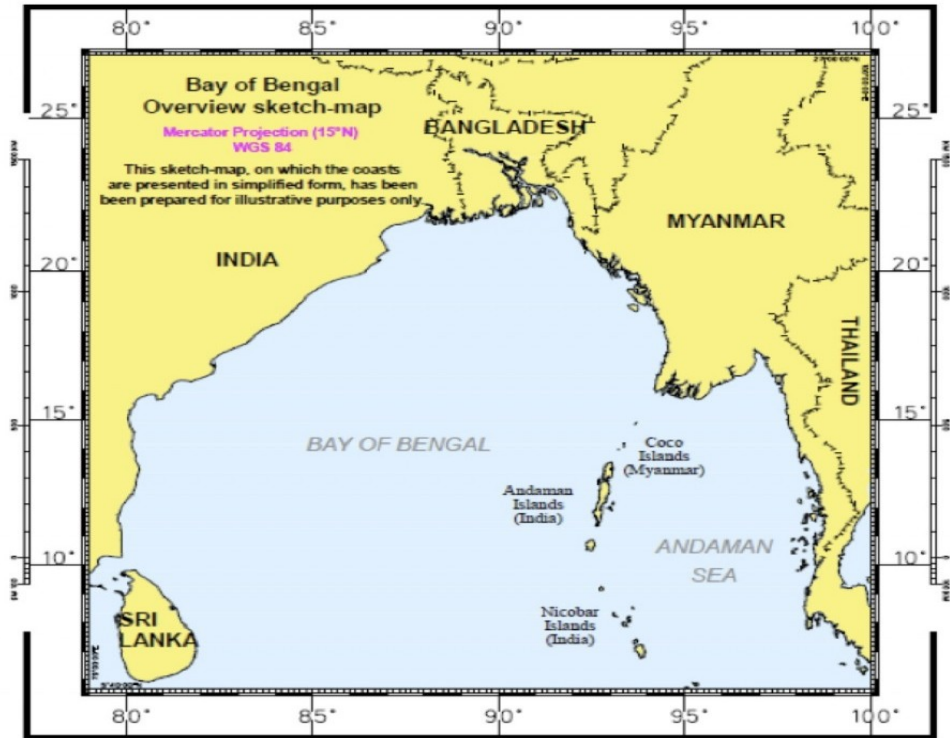 80° 85° 90° 95° 100°
Bay of Bengal
Overview sketch-map
Mercator Projection (15°N)
WGS 84
This sketch-map, on which the coasts
are presented in simplified form, has been
been prepared for illustrative purposes only
25° 25°
BANGLADESH
MYANMAR
INDIA
20° 20°
THAILAND
15° 15°
BAY OF BENGAL
Coco
Islands
(Myanmar)
Andaman
Islands
(India)
ANDAMAN
SEA
10° 10°
SRI
LANKA
Nicobar
Islands
(India)
80° 85° 90° 95° 100°